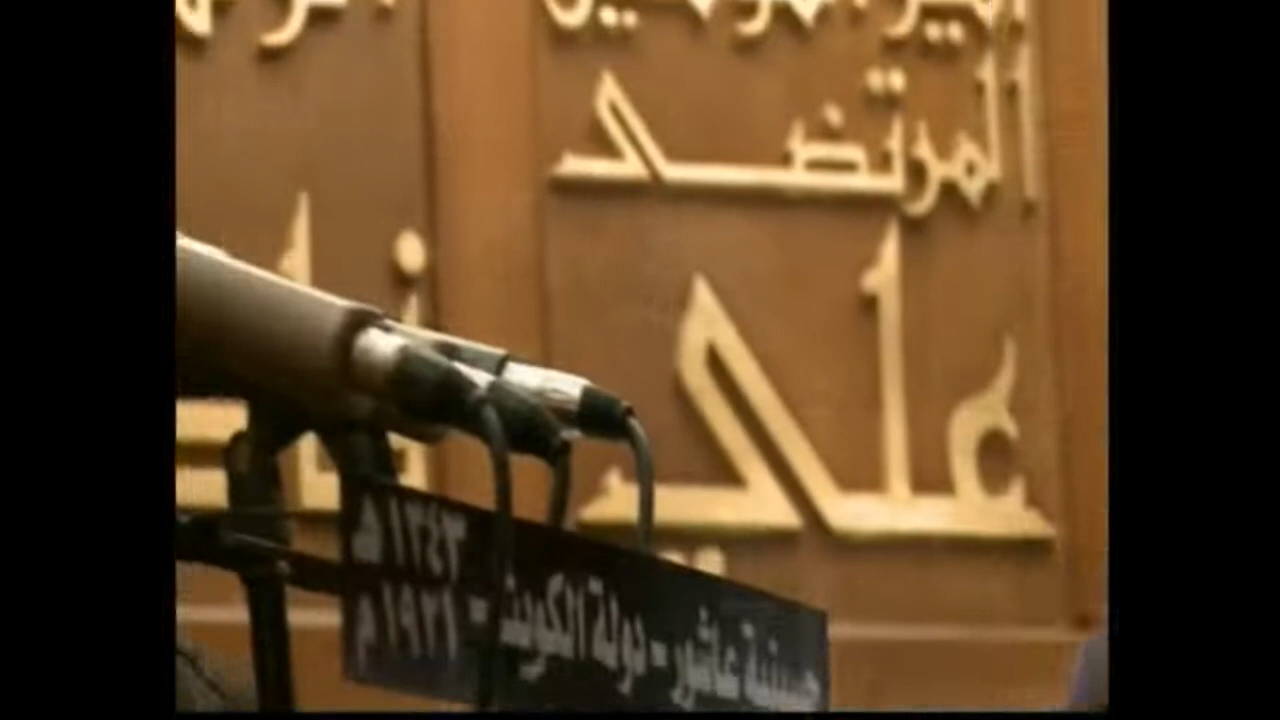 أمير المؤمنين
المرتضى
علي
١٣٤٣ هـ
حسينية عاشور - دولة الكويت - ١٩٢١ م